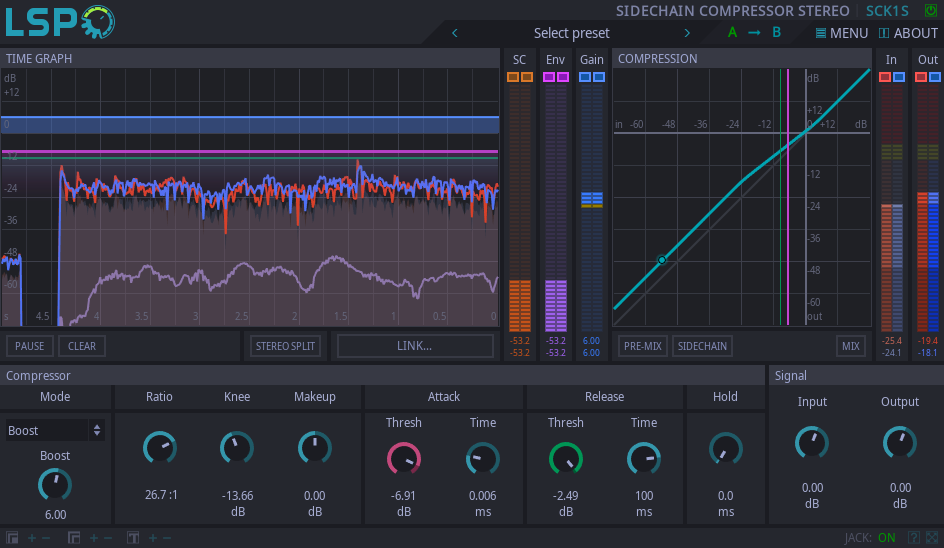 LSP
SIDECHAIN COMPRESSOR STEREO SCK1S
Select preset A B MENU ABOUT
TIME GRAPH SC Env Gain COMPRESSION In Out
dB
+12
0
-12
-24
-36
-48
-60
s 4.5 4 3.5 3 2.5 2 1.5 1 0.5 0
dB
+12
in -60 -48 -36 -24 -12 0 +12 dB
-12
-24
-36
-48
-60
out
PAUSE CLEAR STEREO SPLIT LINK... PRE-MIX SIDECHAIN MIX
-53.2 -53.2 6.00 -25.4 -19.4
-53.2 -53.2 6.00 -24.1 -18.1
Compressor Signal
Mode Ratio Knee Makeup Attack Release Hold Input Output
Boost
Thresh Time Thresh Time
Boost
6.00
26.7 :1 -13.66 0.00 -6.91 0.006 -2.49 100 0.0 0.00 0.00
dB dB dB ms dB ms ms dB dB
JACK: ON ?